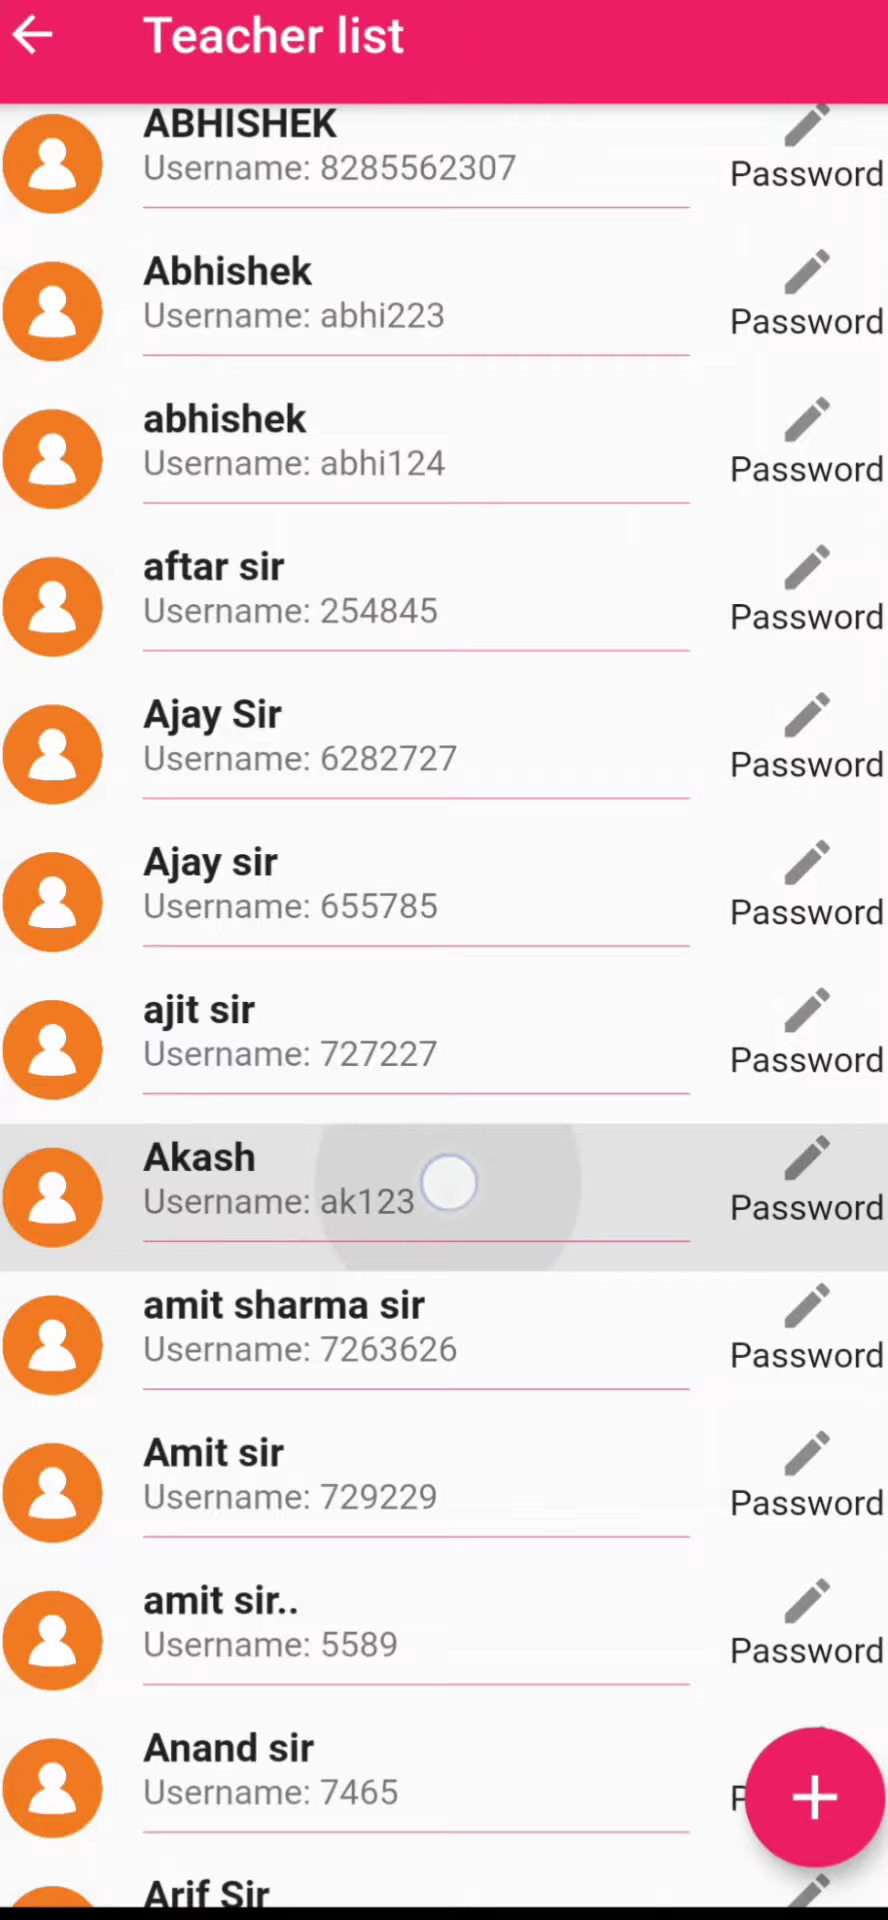 Teacher list
ABHISHEK
Username: 8285562307
Password
Abhishek
Username: abhi223
Password
abhishek
Username: abhi124
Password
aftar sir
Username: 254845
Password
Ajay Sir
Username: 6282727
Password
Ajay sir
Username: 655785
Password
ajit sir
Username: 727227
Password
Akash
Username: ak123
Password
amit sharma sir
Username: 7263626
Password
Amit sir
Username: 729229
Password
amit sir..
Username: 5589
Password
Anand sir
Username: 7465
Arif Sir